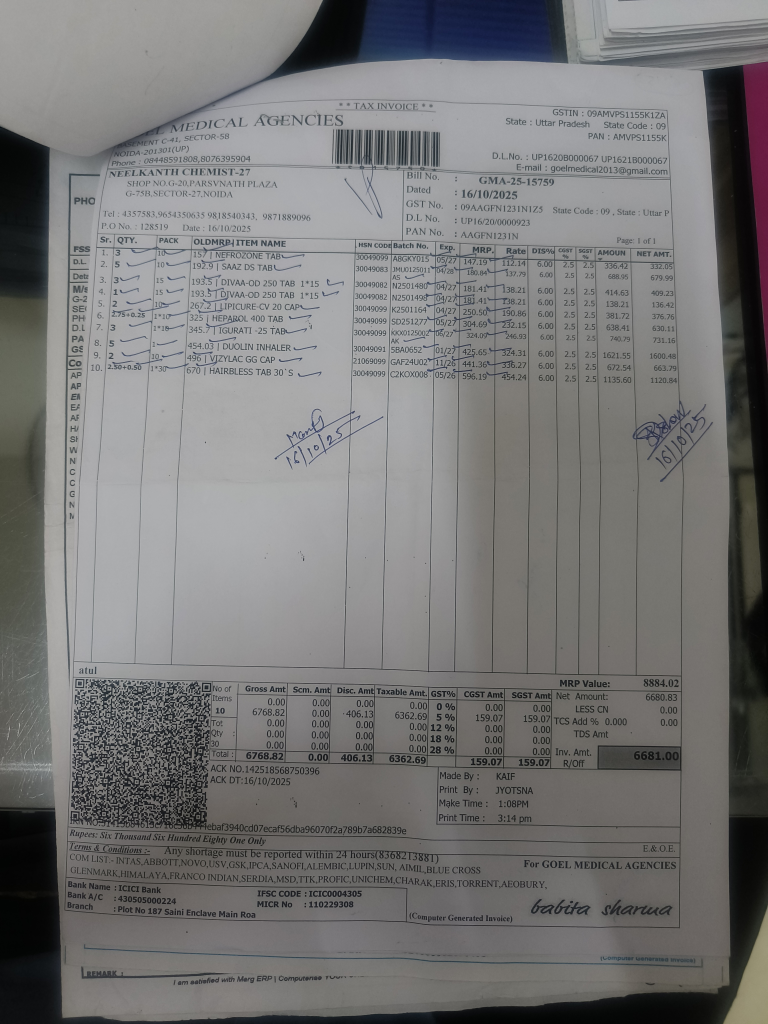 ** TAX INVOICE **
GOEL MEDICAL AGENCIES
BASEMENT C-41, SECTOR-58
NOIDA-201301(UP)
Phone : 08448591808,8076395904
GSTIN : 09AMVPS1155K1ZA
State : Uttar Pradesh State Code : 09
PAN : AMVPS1155K
D.L.No. : UP1620B000067 UP1621B000067
E-mail : goelmedical2013@gmail.com
NEELKANTH CHEMIST-27
SHOP NO.G-20,PARSVNATH PLAZA
G-75B,SECTOR-27,NOIDA
Tel : 4357583,9654350635 9818540343, 9871889096
P.O No. : 128519 Date : 16/10/2025
Bill No. : GMA-25-15759
Dated : 16/10/2025
GST No. : 09AAGFN1231N1Z5 State Code : 09 , State : Uttar P
D.L No. : UP16/20/0000923
PAN No. : AAGFN1231N
Page: 1 of 1
Sr. QTY. PACK OLDMRP| ITEM NAME HSN CODE Batch No. Exp. MRP. Rate DIS% CGST % SGST % AMOUN NET AMT.
1. 3 10 157 | NEFROZONE TAB 30049099 ABGKY015 05/27 147.19 112.14 6.00 2.5 2.5 336.42 332.05
2. 5 10 192.9 | SAAZ DS TAB 30049083 JMLO125011 AS 04/28 180.84 137.79 6.00 2.5 2.5 688.95 679.99
3. 3 15 193.5 | DIVAA-OD 250 TAB 1*15 30049082 N2501480 04/27 181.41 138.21 6.00 2.5 2.5 414.63 409.23
4. 1 15 193.5 | DIVAA-OD 250 TAB 1*15 30049082 N2501498 04/27 181.41 138.21 6.00 2.5 2.5 138.21 136.42
5. 2 10 267.2 | LIPICURE-CV 20 CAP 30049099 K2501164 04/27 250.50 190.86 6.00 2.5 2.5 381.72 376.76
6. 2.75+0.25 1*10 325 | HEPABOL 400 TAB 30049099 SD251277 05/27 304.69 232.15 6.00 2.5 2.5 638.41 630.11
7. 3 1*15 345.7 | IGURATI -25 TAB 30049099 AK 324.09 246.93 6.00 2.5 2.5 740.79 731.16
8. 5 1 454.03 | DUOLIN INHALER 30049091 SBA0652 01/27 425.65 324.31 6.00 2.5 2.5 1621.55 1600.48
9. 2 30 496 | VIZYLAC GG CAP 21069099 GAF24U02 11/26 441.36 336.27 6.00 2.5 2.5 672.54 663.79
10. 2.50+0.50 1*30 670 | HAIRBLESS TAB 30`S 30049099 C2KOX008 05/26 596.19 454.24 6.00 2.5 2.5 1135.60 1120.84
16/10/25
16/10/25
atul
No of Items 10
Tot Qty : 30
Gross Amt Scm. Amt Disc. Amt Taxable Amt. GST% CGST Amt SGST Amt
0.00 0.00 0.00 0.00 0 % 0.00 0.00
6768.82 0.00 406.13 6362.69 5 % 159.07 159.07
0.00 0.00 0.00 0.00 12 % 0.00 0.00
0.00 0.00 0.00 0.00 18 % 0.00 0.00
0.00 0.00 0.00 0.00 28 % 0.00 0.00
Total : 6768.82 0.00 406.13 6362.69 159.07 159.07
MRP Value: 8884.02
Net Amount: 6680.83
LESS CN 0.00
TCS Add % 0.000 0.00
TDS Amt
Inv. Amt. 6681.00
R/Off
ACK NO.142518568750396
ACK DT:16/10/2025
Made By : KAIF
Print By : JYOTSNA
Make Time : 1:08PM
Print Time : 3:14 pm
Rupees: Six Thousand Six Hundred Eighty One Only
E.& O.E.
Terms & Conditions :- Any shortage must be reported within 24 hours(8368213881)
COM LIST:- INTAS,ABBOTT,NOVO,USV,GSK,IPCA,SANOFI,ALEMBIC,LUPIN,SUN, AIMIL,BLUE CROSS
GLENMARK,HIMALAYA,FRANCO INDIAN,SERDIA,MSD,TTK,PROFIC,UNICHEM,CHARAK,ERIS,TORRENT,AEOBURY,
For GOEL MEDICAL AGENCIES
Bank Name : ICICI Bank
Bank A/C : 430505000224
Branch : Plot No 187 Saini Enclave Main Roa
IFSC CODE : ICIC0004305
MICR No : 110229308
(Computer Generated Invoice)
babita sharma
(Computer Generated Invoice)
REMARK :
I am satisfied with Marg ERP | Computense